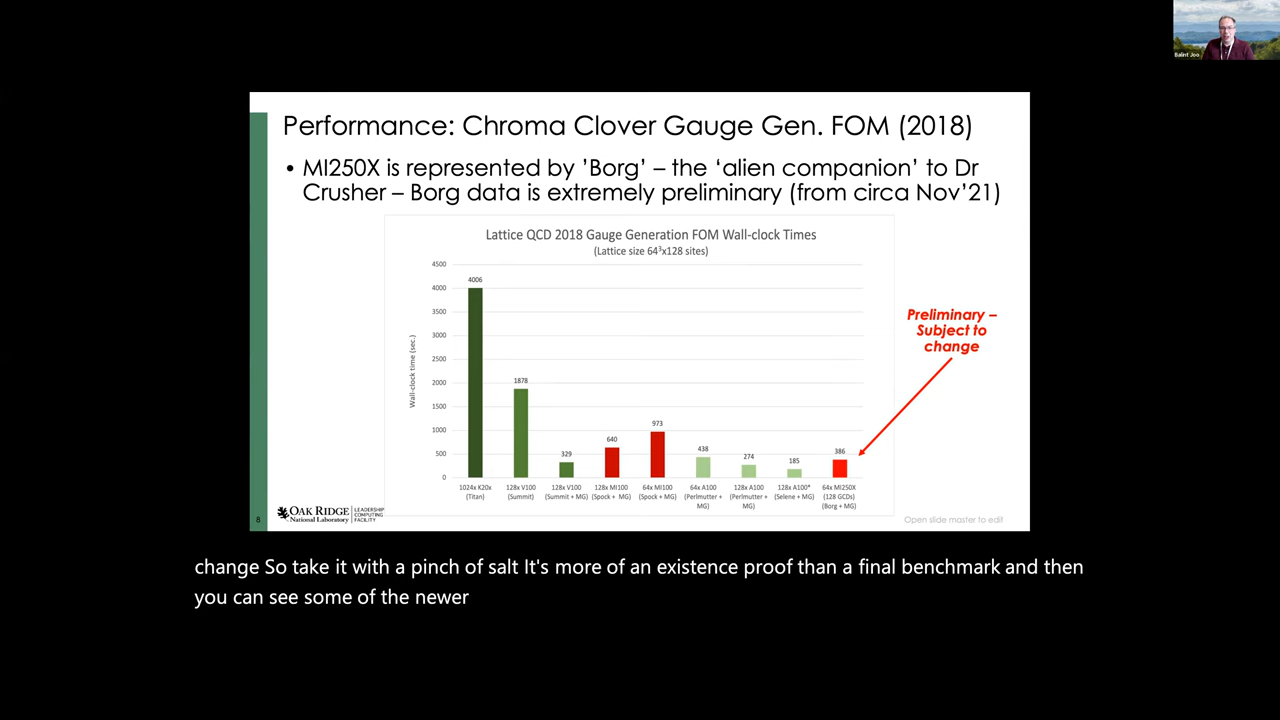 Balint Joo
Performance: Chroma Clover Gauge Gen. FOM (2018)
• MI250X is represented by ’Borg’ – the ‘alien companion’ to Dr
Crusher – Borg data is extremely preliminary (from circa Nov’21)
Lattice QCD 2018 Gauge Generation FOM Wall-clock Times
(Lattice size 64³x128 sites)
Wall-clock time (sec.)
4500
4000
3500
3000
2500
2000
1500
1000
500
0
4006
1878
329
640
973
438
274
185
386
1024x K20x
(Titan)
128x V100
(Summit)
128x V100
(Summit + MG)
128x MI100
(Spock + MG)
64x MI100
(Spock + MG)
64x A100
(Perlmutter +
MG)
128x A100
(Perlmutter +
MG)
128x A100*
(Selene + MG)
64x MI250X
(128 GCDs)
(Borg + MG)
Preliminary –
Subject to
change
8
OAK RIDGE
National Laboratory
LEADERSHIP
COMPUTING
FACILITY
Open slide master to edit
change So take it with a pinch of salt It's more of an existence proof than a final benchmark and then
you can see some of the newer